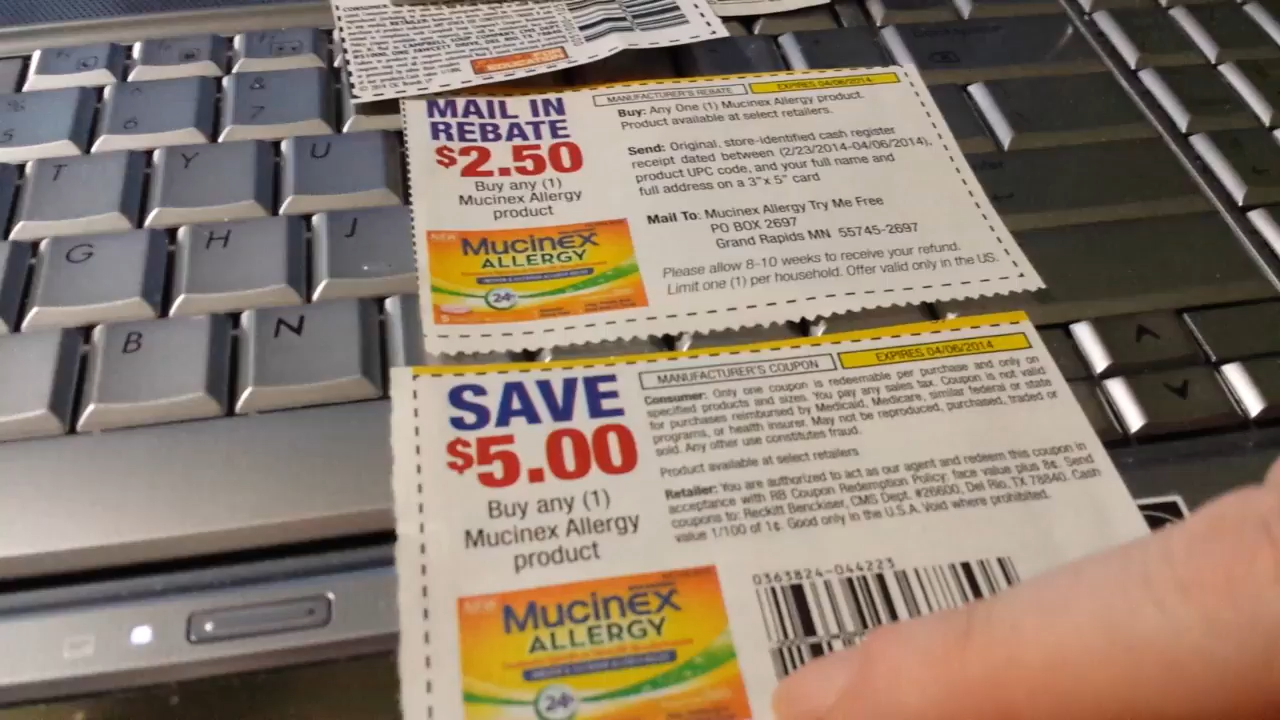 FOR
EDUCATION
MAIL IN
REBATE
$2.50
Buy any (1)
Mucinex Allergy
product
Mucinex
ALLERGY
24
MANUFACTURER'S REBATE
EXPIRES 04/06/2014
Buy: Any One (1) Mucinex Allergy product.
Product available at select retailers.
Send: Original, store-identified cash register
receipt dated between (2/23/2014-04/06/2014),
product UPC code, and your full name and
full address on a 3"x 5" card
Mail To: Mucinex Allergy Try Me Free
PO BOX 2697
Grand Rapids MN 55745-2697
Please allow 8-10 weeks to receive your refund.
Limit one (1) per household. Offer valid only in the US.
SAVE
$5.00
Buy any (1)
Mucinex Allergy
product
Mucinex
ALLERGY
24
MANUFACTURER'S COUPON
EXPIRES 04/06/2014
Consumer: Only one coupon is redeemable per purchase and only on
specified products and sizes. You pay any sales tax. Coupon is not valid
for purchases reimbursed by Medicaid, Medicare, similar federal or state
programs, or health insurer. May not be reproduced, purchased, traded or
sold. Any other use constitutes fraud.
Product available at select retailers
Retailer: You are authorized to act as our agent and redeem this coupon in
acceptance with RB Coupon Redemption Policy: face value plus 8¢. Send
coupons to: Reckitt Benckiser, CMS Dept. #26600, Del Rio, TX 78840. Cash
value 1/100 of 1¢. Good only in the U.S.A. Void where prohibited.
0363824-044223
5
6
&
7
T
Y
U
G
H
J
B
N